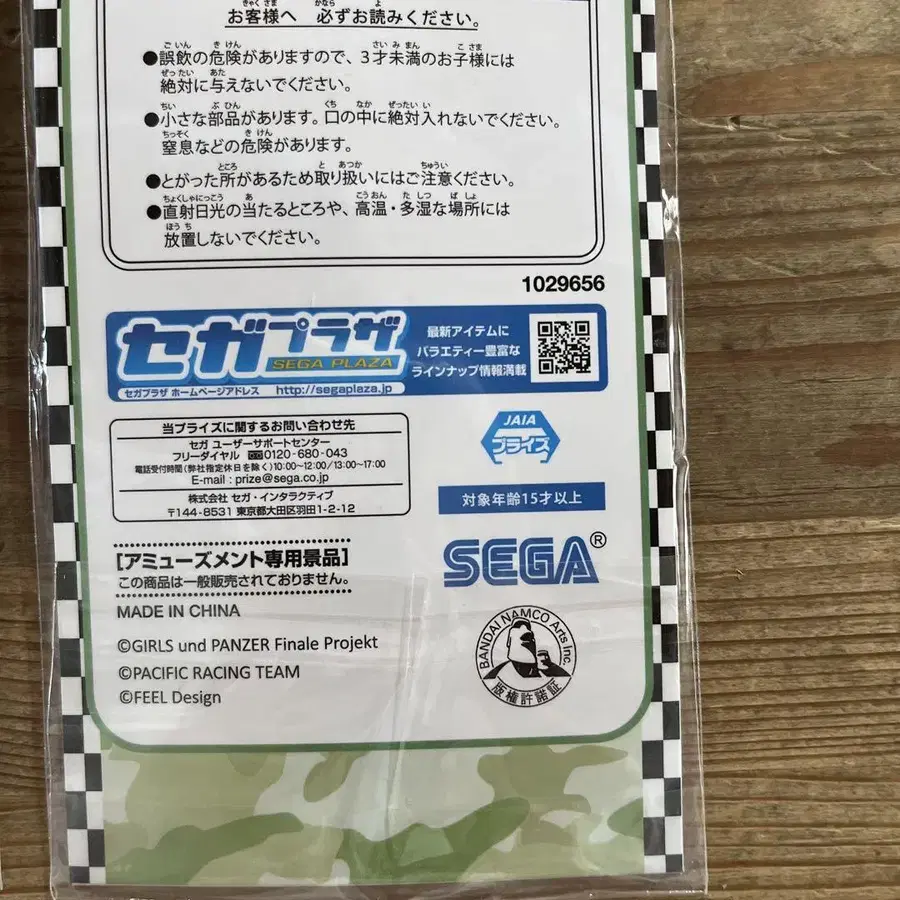 お客様へ 必ずお読みください。
●誤飲の危険がありますので、3才未満のお子様には
絶対に与えないでください。
●小さな部品があります。口の中に絶対入れないでください。
窒息などの危険があります。
●とがった所があるため取り扱いにはご注意ください。
●直射日光の当たるところや、高温・多湿な場所には
放置しないでください。
1029656
セガプラザ
SEGA PLAZA
セガプラザ ホームページアドレス http://segaplaza.jp
最新アイテムに
バラエティー豊富な
ラインナップ情報満載
当プライズに関するお問い合わせ先
セガ ユーザーサポートセンター
フリーダイヤル 0120-680-043
電話受付時間(弊社指定休日を除く)10:00~12:00/13:00~17:00
E-mail : prize@sega.co.jp
株式会社 セガ・インタラクティブ
〒144-8531 東京都大田区羽田1-2-12
JAIA
プライズ
対象年齢15才以上
[アミューズメント専用景品]
この商品は一般販売されておりません。
SEGA®
MADE IN CHINA
©GIRLS und PANZER Finale Projekt
©PACIFIC RACING TEAM
©FEEL Design
BANDAI NAMCO Arts Inc.
版権許諾証